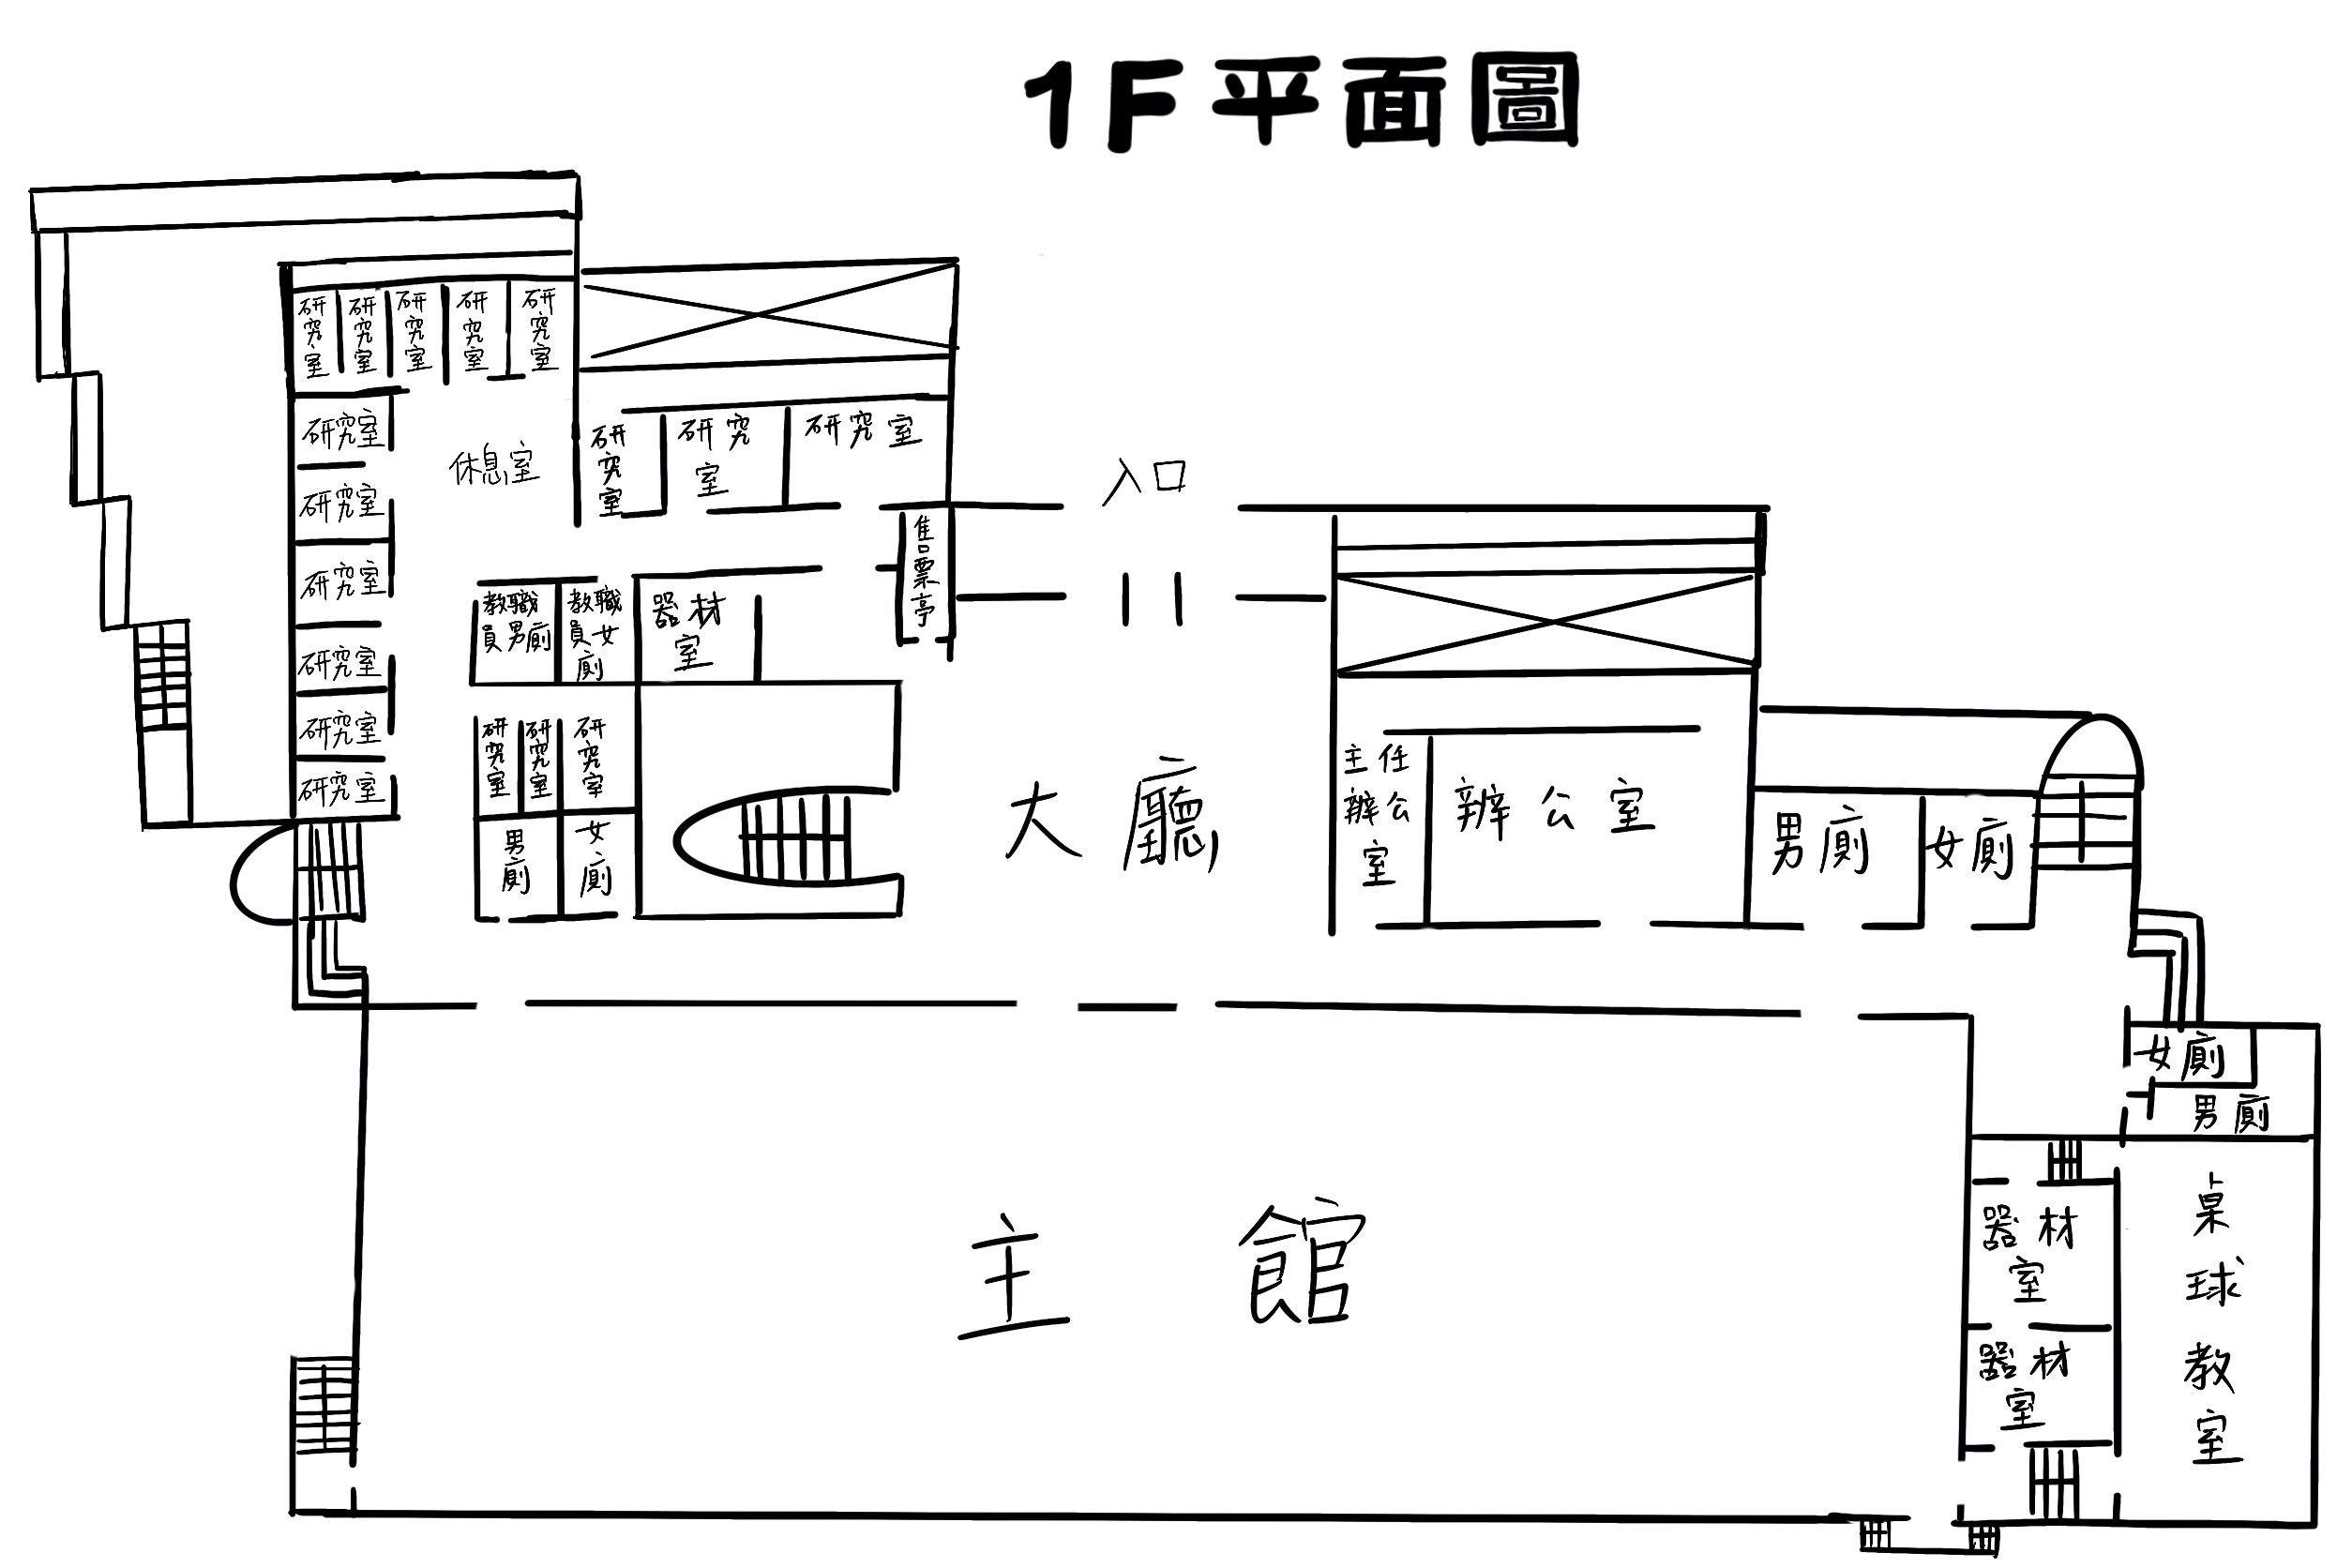 1F平面圖
研究室
研究室
研究室
研究室
研究室
研究室
研究室
研究室
研究室
研究室
研究室
休息室
研究室
研究室
研究室
入口
售票亭
教職員男廁
教職員女廁
器材室
研究室
研究室
研究室
男廁
女廁
大廳
主任辦公室
辦公室
男廁
女廁
女廁
男廁
主館
器材室
器材室
桌球教室